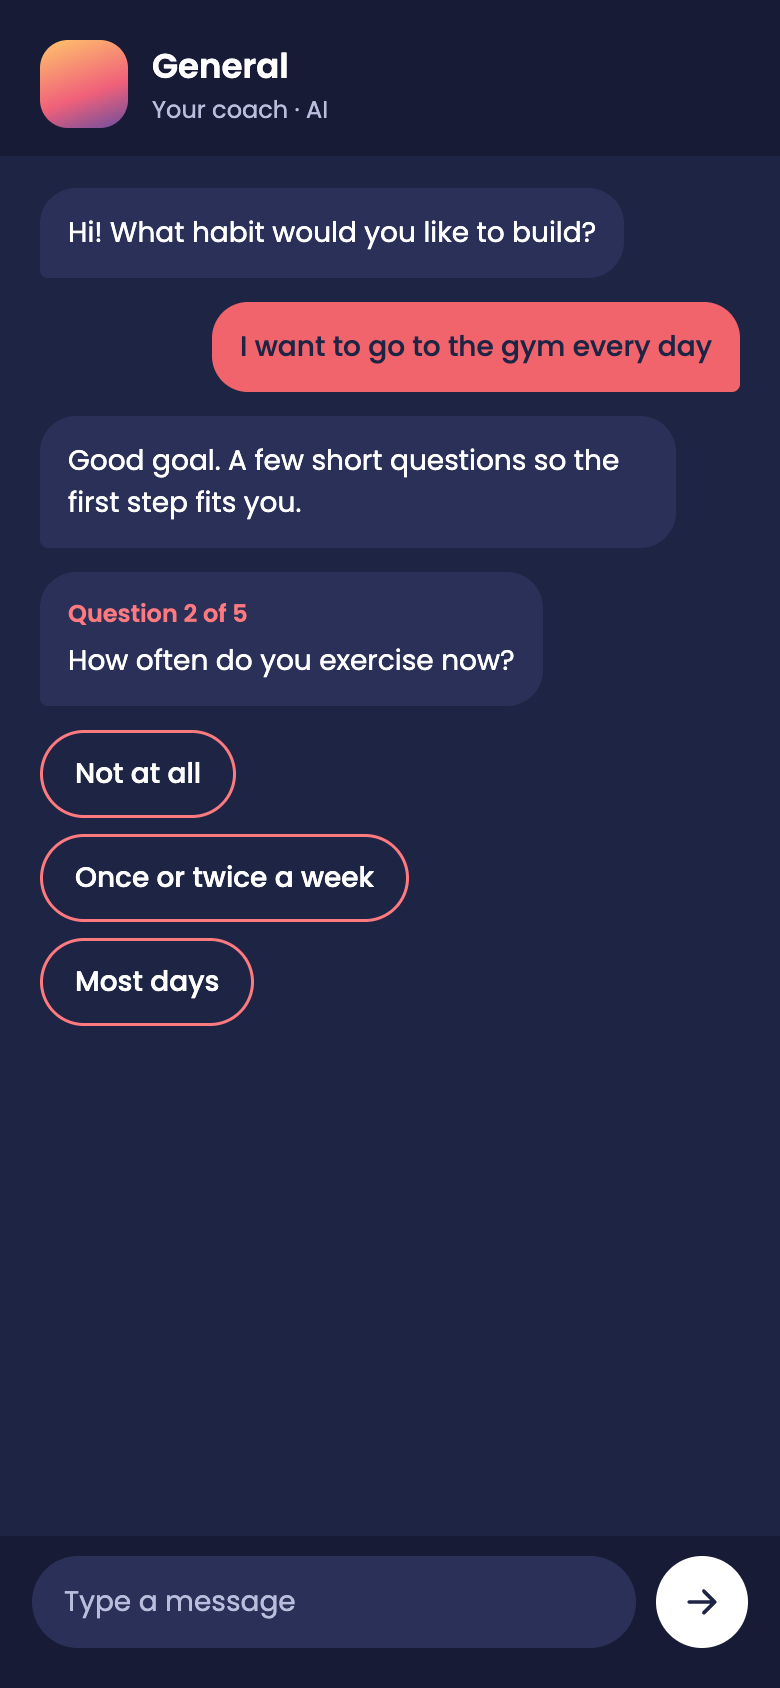 General
Your coach · AI
Hi! What habit would you like to build?
I want to go to the gym every day
Good goal. A few short questions so the
first step fits you.
Question 2 of 5
How often do you exercise now?
Not at all
Once or twice a week
Most days
Type a message